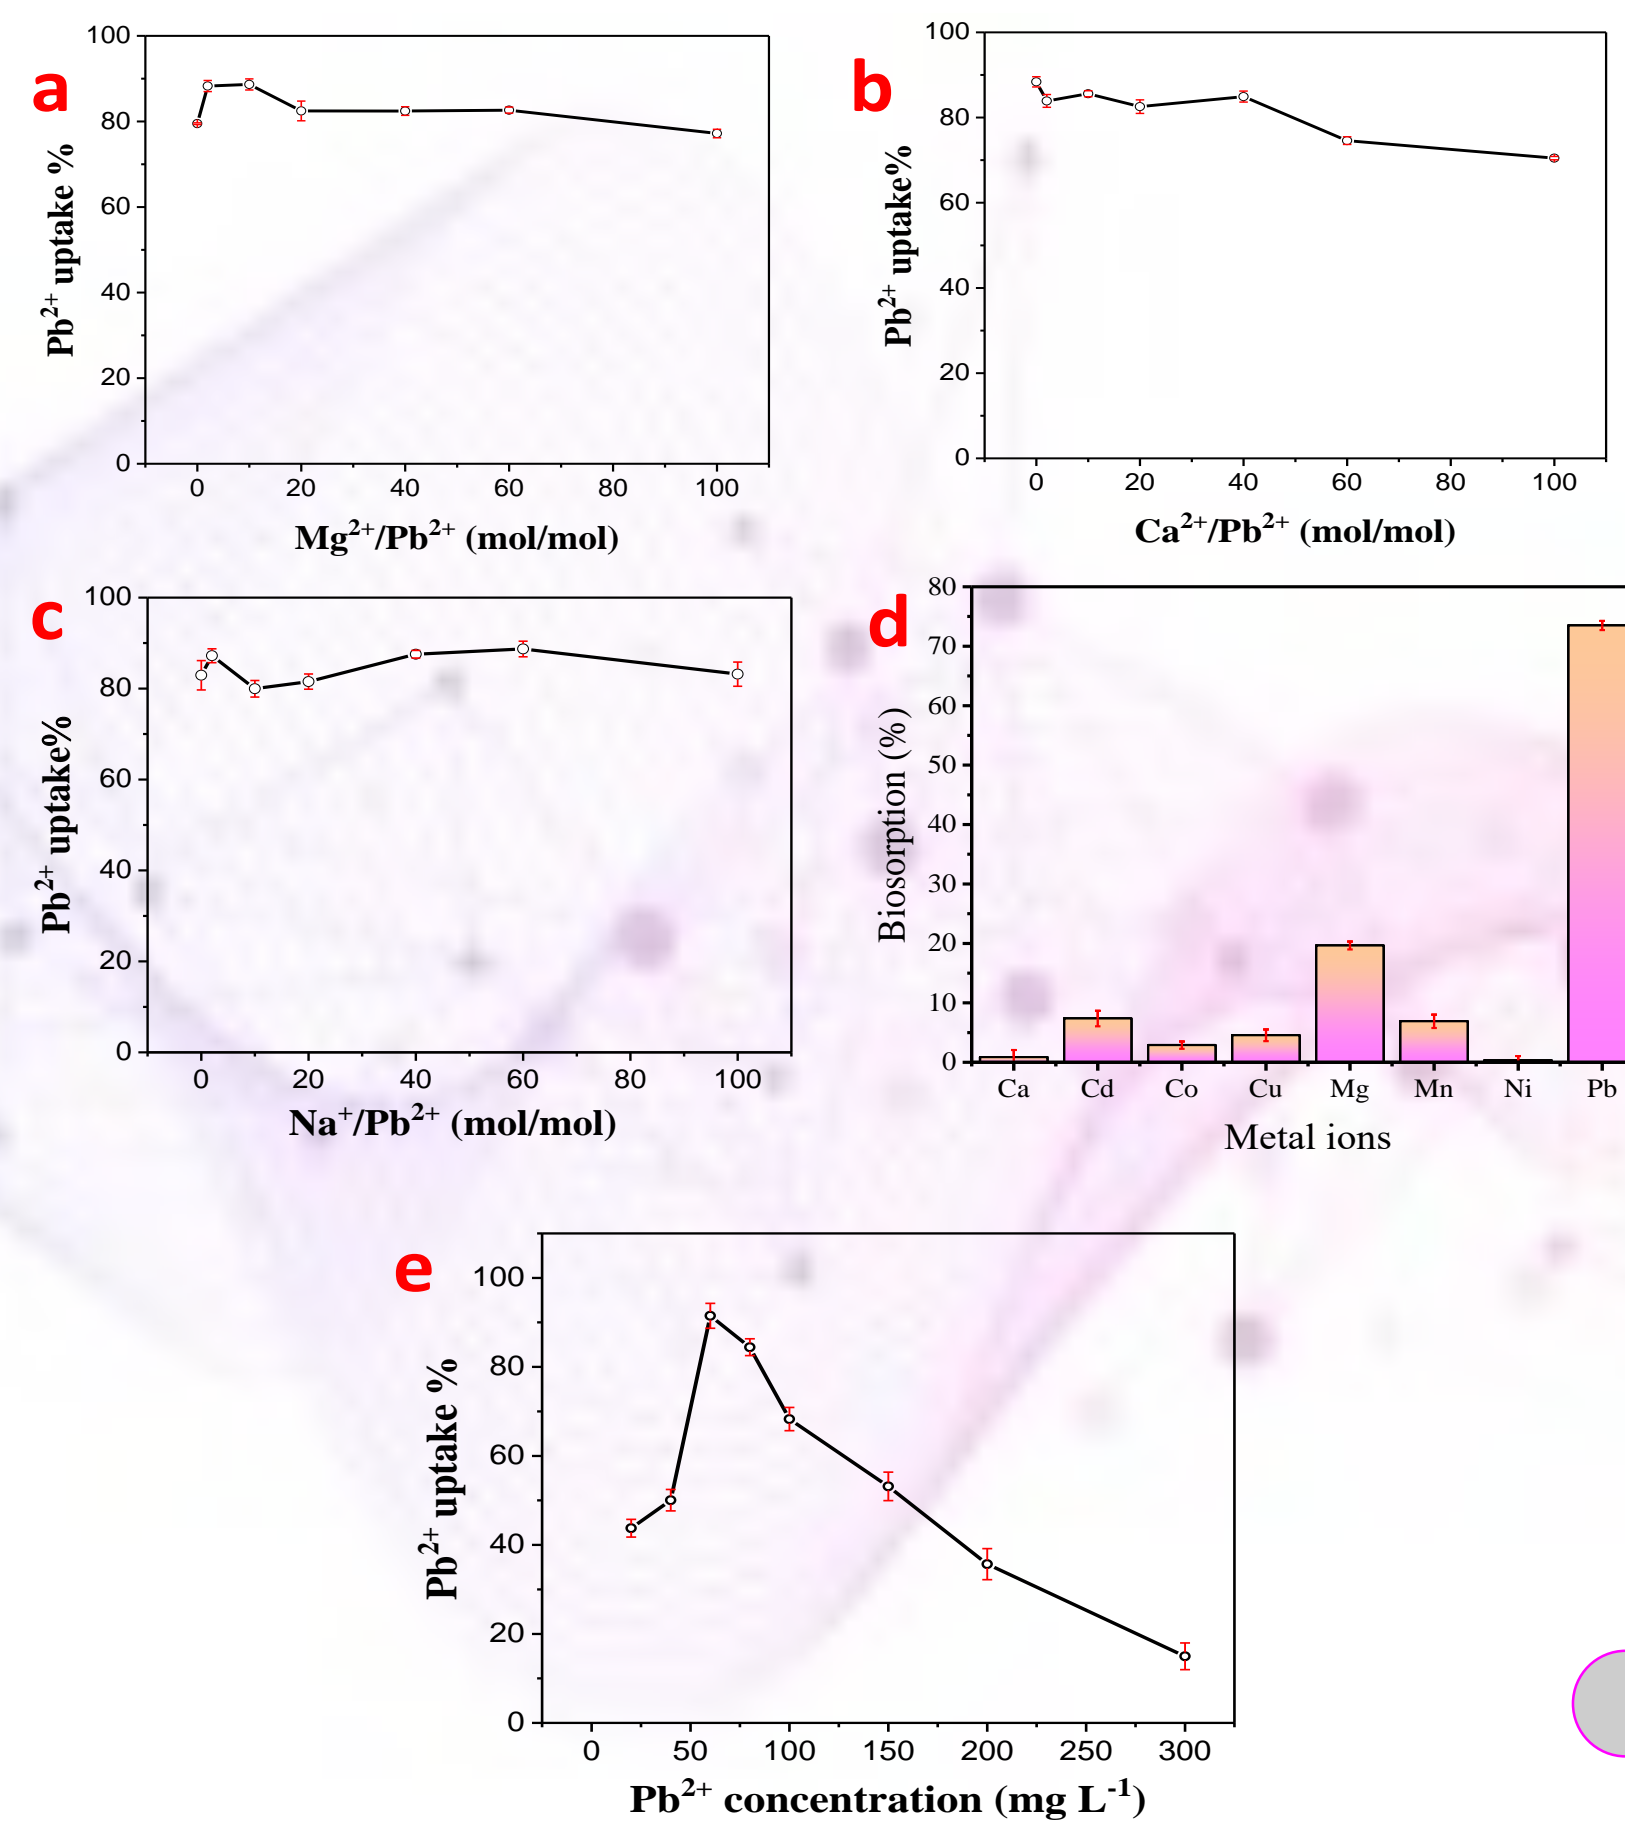 a
100
80
60
40
20
0
Pb²⁺ uptake %
0 20 40 60 80 100
Mg²⁺/Pb²⁺ (mol/mol)
b
100
80
60
40
20
0
Pb²⁺ uptake%
0 20 40 60 80 100
Ca²⁺/Pb²⁺ (mol/mol)
c
100
80
60
40
20
0
Pb²⁺ uptake%
0 20 40 60 80 100
Na⁺/Pb²⁺ (mol/mol)
d
80
70
60
50
40
30
20
10
0
Biosorption (%)
Ca Cd Co Cu Mg Mn Ni Pb
Metal ions
e
100
80
60
40
20
0
Pb²⁺ uptake %
0 50 100 150 200 250 300
Pb²⁺ concentration (mg L⁻¹)